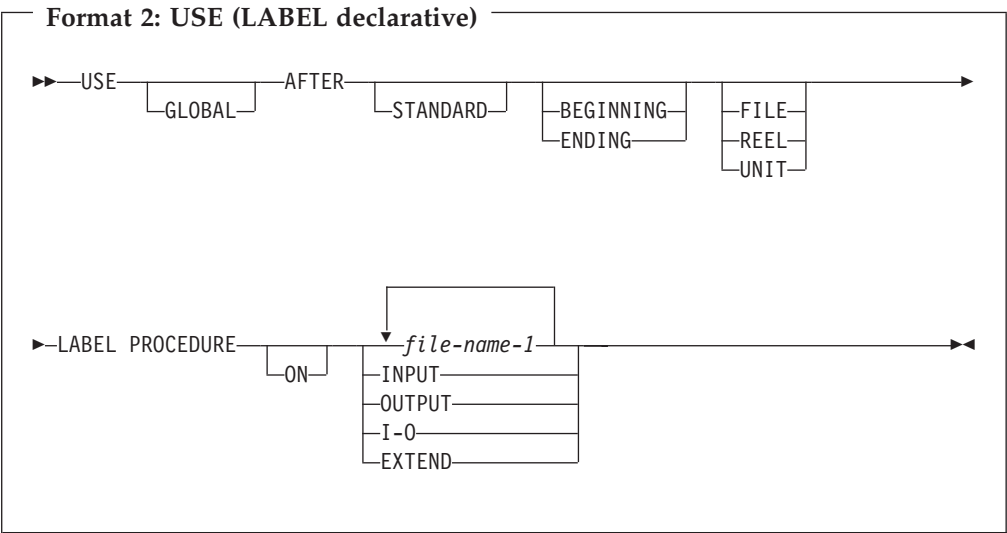 Format 2: USE (LABEL declarative)
USE AFTER
GLOBAL STANDARD BEGINNING FILE
ENDING REEL
UNIT
LABEL PROCEDURE file-name-1
ON INPUT
OUTPUT
I-O
EXTEND